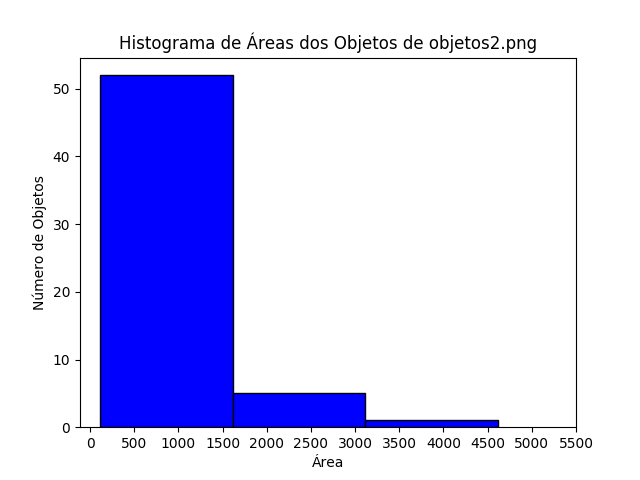 Histograma de Áreas dos Objetos de objetos2.png
50
40
30
20
10
0
Número de Objetos
0 500 1000 1500 2000 2500 3000 3500 4000 4500 5000 5500
Área